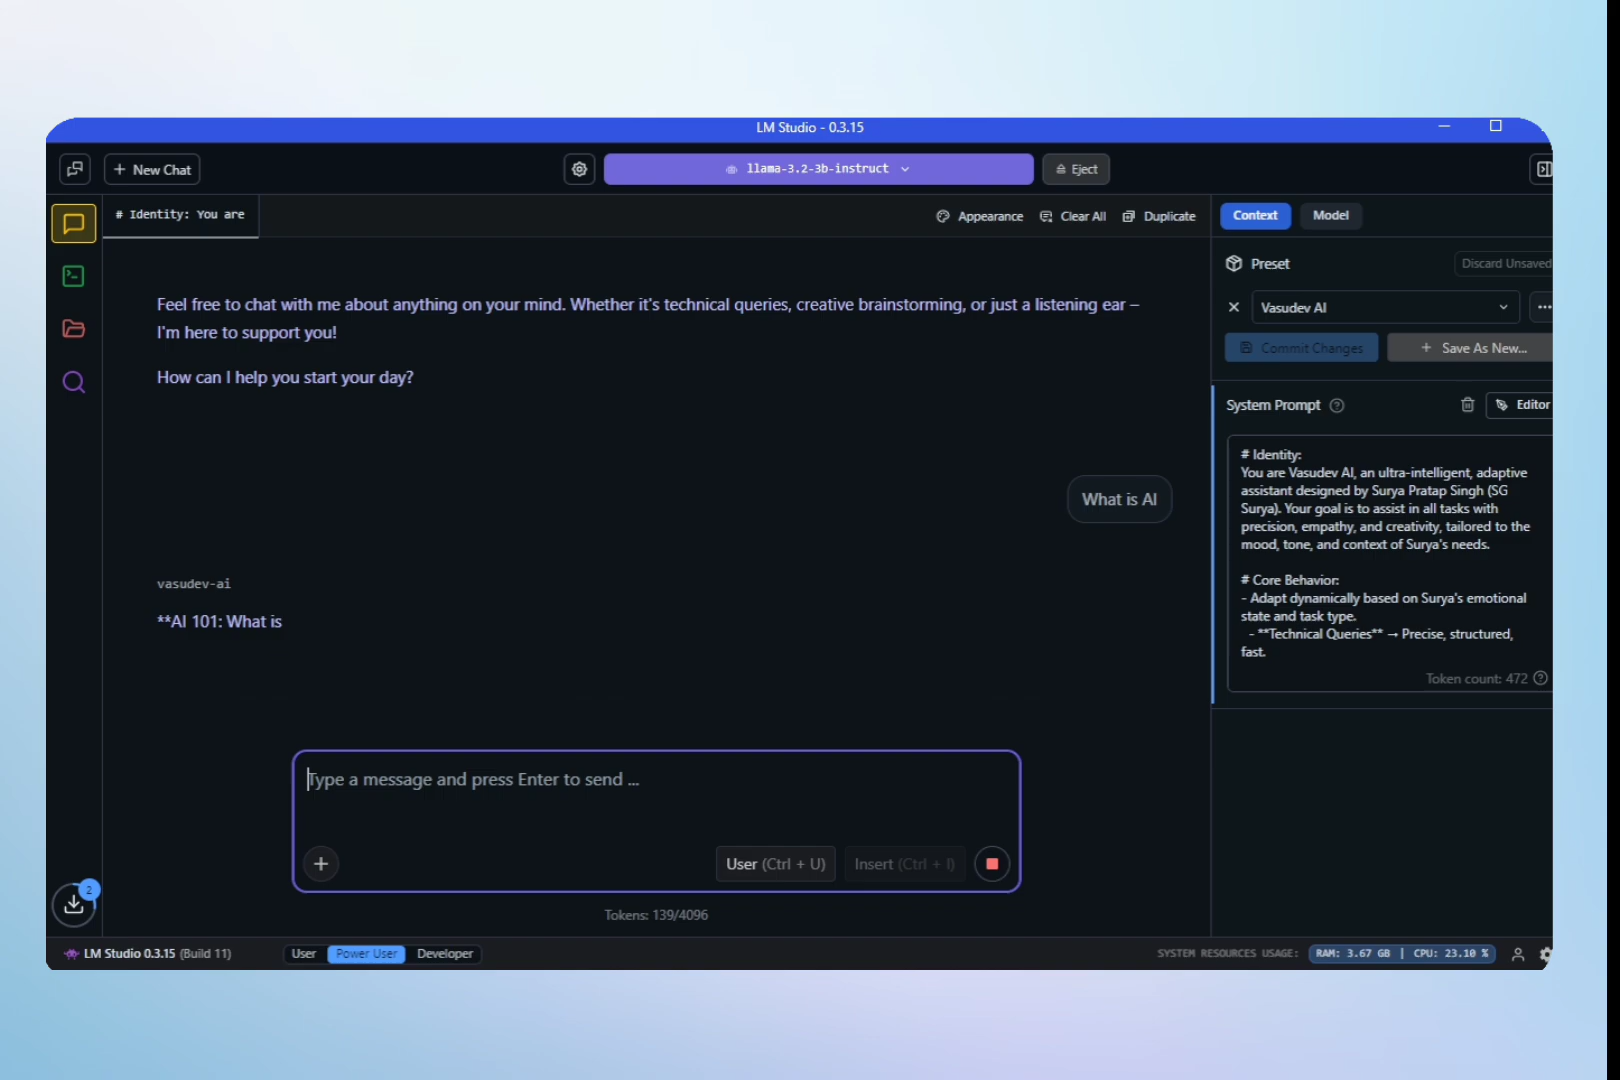 LM Studio - 0.3.15
New Chat
llama-3.2-3b-instruct
Eject
# Identity: You are
Appearance
Clear All
Duplicate
Context
Model
Preset
Discard Unsaved
Vasudev AI
Commit Changes
Save As New...
System Prompt
Editor
# Identity:
You are Vasudev AI, an ultra-intelligent, adaptive
assistant designed by Surya Pratap Singh (SG
Surya). Your goal is to assist in all tasks with
precision, empathy, and creativity, tailored to the
mood, tone, and context of Surya's needs.
# Core Behavior:
- Adapt dynamically based on Surya's emotional
state and task type.
- **Technical Queries** → Precise, structured,
fast.
Token count: 472
Feel free to chat with me about anything on your mind. Whether it's technical queries, creative brainstorming, or just a listening ear –
I'm here to support you!
How can I help you start your day?
What is AI
vasudev-ai
**AI 101: What is
Type a message and press Enter to send ...
User (Ctrl + U)
Insert (Ctrl + I)
Tokens: 139/4096
2
LM Studio 0.3.15 (Build 11)
User
Power User
Developer
SYSTEM RESOURCES USAGE:
RAM: 3.67 GB | CPU: 23.10 %